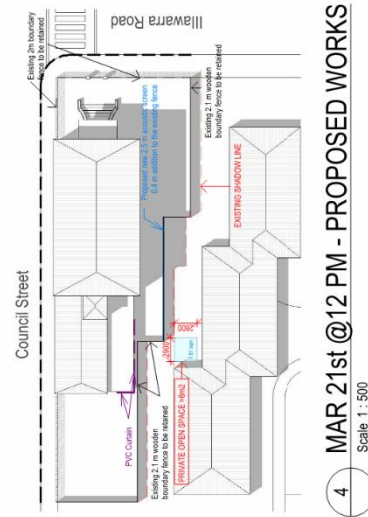 Illawarra Road
Council Street
Existing 2m boundary
fence to be retained
Proposed new 2.5 m acoustic screen
0.4 m addition to the existing fence
Existing 2.1 m wooden
boundary fence to be retained
EXISTING SHADOW LINE
PVC Curtain
Existing 2.1 m wooden
boundary fence to be retained
2900
2800
PRIVATE OPEN SPACE >8m2
4
MAR 21st @12 PM - PROPOSED WORKS
Scale 1 : 500